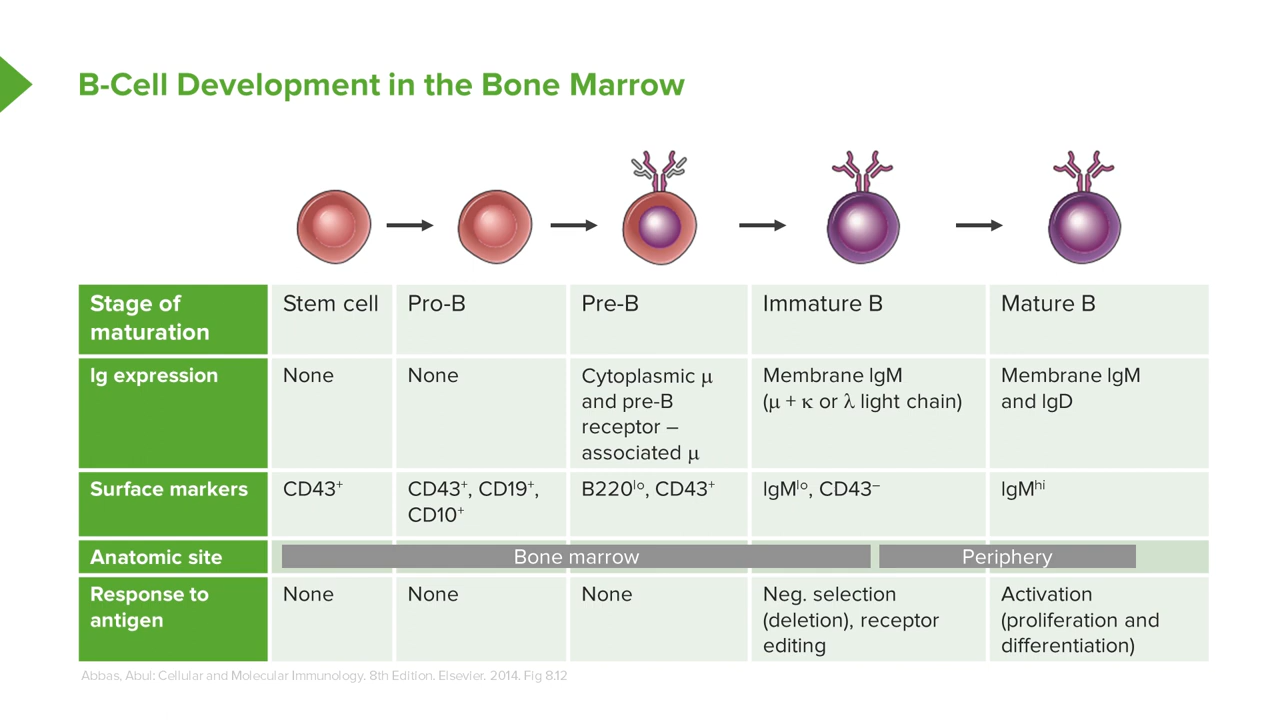 B-Cell Development in the Bone Marrow
Stage of
maturation
Stem cell
Pro-B
Pre-B
Immature B
Mature B
Ig expression
None
None
Cytoplasmic μ
and pre-B
receptor –
associated μ
Membrane IgM
(μ + κ or λ light chain)
Membrane IgM
and IgD
Surface markers
CD43⁺
CD43⁺, CD19⁺,
CD10⁺
B220ˡᵒ, CD43⁺
IgMˡᵒ, CD43⁻
IgMʰⁱ
Anatomic site
Bone marrow
Periphery
Response to
antigen
None
None
None
Neg. selection
(deletion), receptor
editing
Activation
(proliferation and
differentiation)
Abbas, Abul: Cellular and Molecular Immunology. 8th Edition. Elsevier. 2014. Fig 8.12